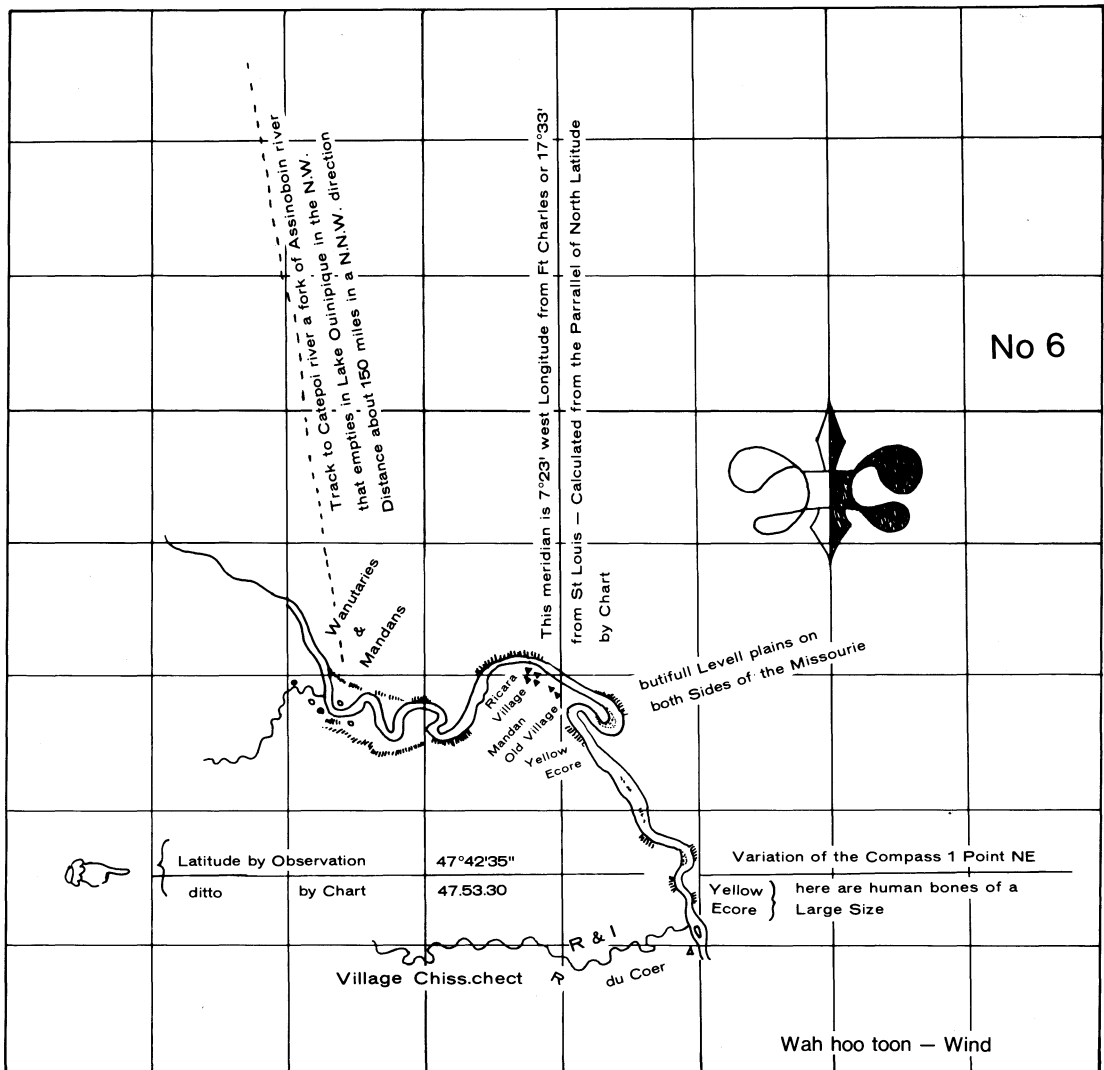 Track to Catepoi river a fork of Assinoboin river
that empties in Lake Ouinipique in the N.W.
Distance about 150 miles in a N.N.W. direction
This meridian is 7°23' west Longitude from Ft Charles or 17°33'
from St Louis — Calculated from the Parrallel of North Latitude
by Chart
No 6
Wanutaries
&
Mandans
Ricara
Village
Mandan
Old Village
Yellow
Ecore
butifull Levell plains on
both Sides of the Missourie
Latitude by Observation 47°42'35"
ditto by Chart 47.53.30
Variation of the Compass 1 Point NE
Yellow
Ecore
here are human bones of a
Large Size
R & I
Village Chiss.chect R du Coer
Wah hoo toon — Wind